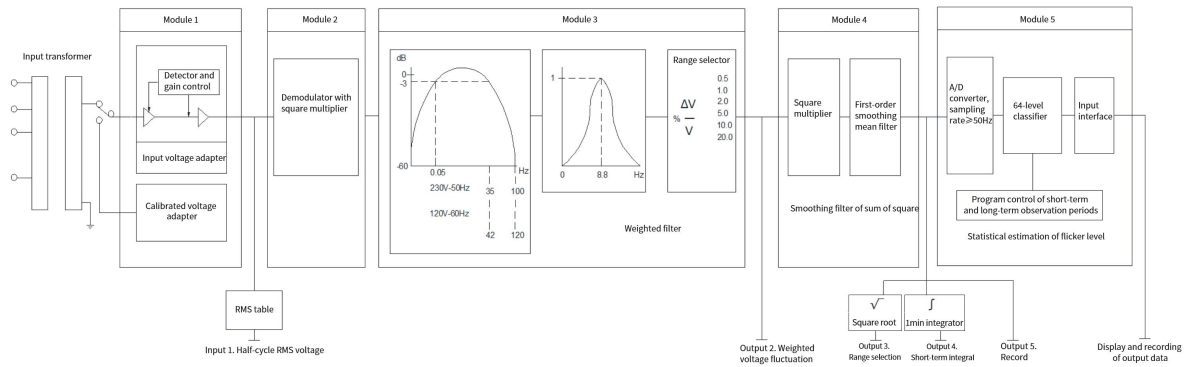 Module 1
Module 2
Module 3
Module 4
Module 5
Input transformer
Detector and
gain control
Input voltage adapter
Calibrated voltage
adapter
Demodulator with
square multiplier
dB
0
-3
-60
0.05
Hz
230V-50Hz
35
100
120V-60Hz
42
120
1
0
8.8
Hz
Weighted filter
Range selector
0.5
1.0
2.0
5.0
10.0
20.0
ΔV
%
V
Square
multiplier
First-order
smoothing
mean filter
Smoothing filter of sum of square
A/D
converter,
sampling
rate≥50Hz
64-level
classifier
Input
interface
Program control of short-term
and long-term observation periods
Statistical estimation of flicker level
RMS table
Input 1. Half-cycle RMS voltage
Output 2. Weighted
voltage fluctuation
√
Square root
Output 3.
Range selection
∫
1min integrator
Output 4.
Short-term integral
Output 5.
Record
Display and recording
of output data